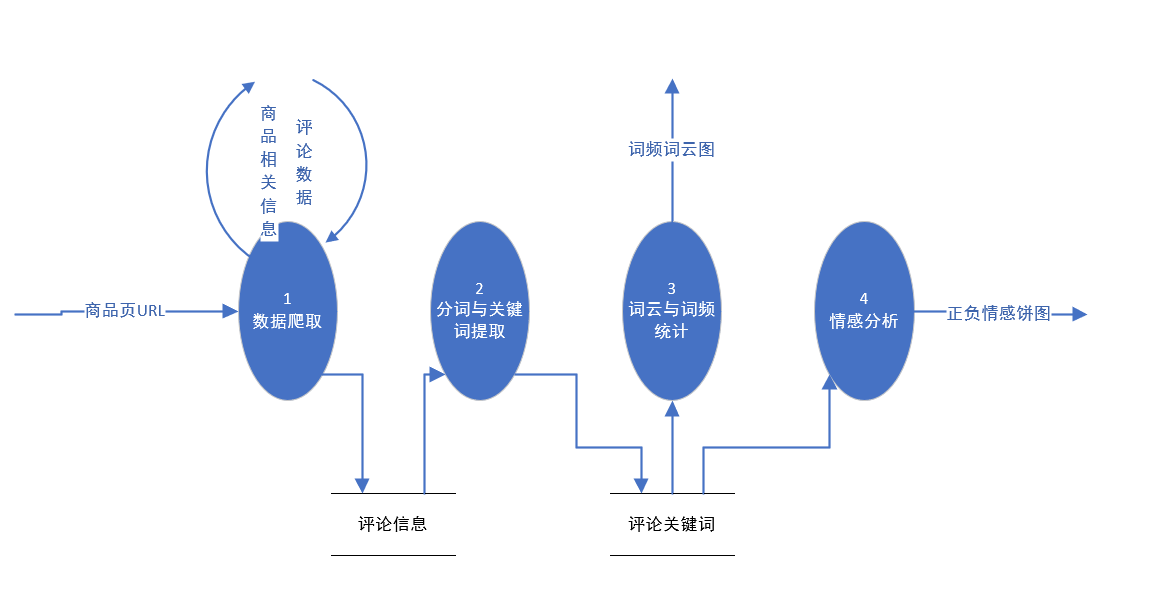 商品相关信息
评论数据
词频词云图
商品页URL
1
数据爬取
2
分词与关键
词提取
3
词云与词频
统计
4
情感分析
正负情感饼图
评论信息
评论关键词